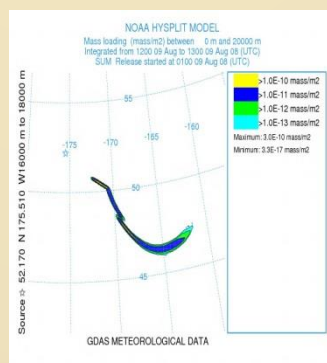 NOAA HYSPLIT MODEL
Mass loading (mass/m2) between 0 m and 20000 m
Integrated from 1200 09 Aug to 1300 09 Aug 08 (UTC)
SUM Release started at 0100 09 Aug 08 (UTC)
Source ☆ 52.170 N 175.510 W16000 m to 18000 m
-175
-170
-165
-160
55
50
45
>1.0E-10 mass/m2
>1.0E-11 mass/m2
>1.0E-12 mass/m2
>1.0E-13 mass/m2
Maximum: 3.0E-10 mass/m2
Minimum: 3.3E-17 mass/m2
GDAS METEOROLOGICAL DATA